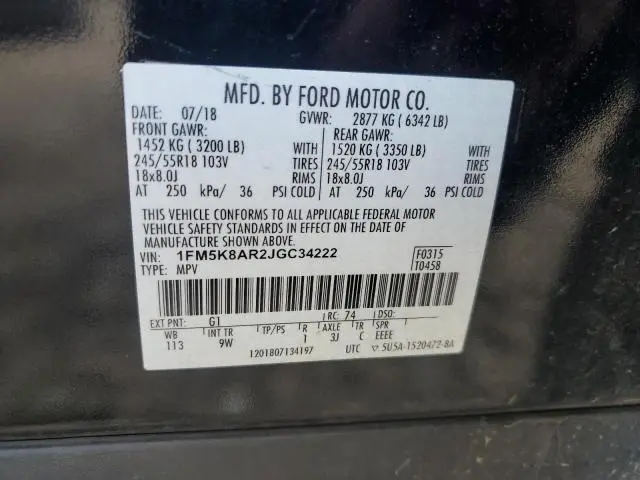 MFD. BY FORD MOTOR CO.
DATE: 07/18 GVWR: 2877 KG ( 6342 LB)
FRONT GAWR: REAR GAWR:
1452 KG ( 3200 LB) WITH 1520 KG ( 3350 LB) WITH
245/55R18 103V TIRES 245/55R18 103V TIRES
18x8.0J RIMS 18x8.0J RIMS
AT 250 kPa/ 36 PSI COLD AT 250 kPa/ 36 PSI COLD
THIS VEHICLE CONFORMS TO ALL APPLICABLE FEDERAL MOTOR
VEHICLE SAFETY STANDARDS IN EFFECT ON THE DATE OF
MANUFACTURE SHOWN ABOVE.
VIN: 1FM5K8AR2JGC34222 F0315
TYPE: MPV T0458
EXT PNT: G1 RC: 74 DSO:
WB INT TR TP/PS R AXLE TR SPR
113 9W 1 3J C EEEE
1201807134197 UTC ▽ 5U5A-1520472-8A